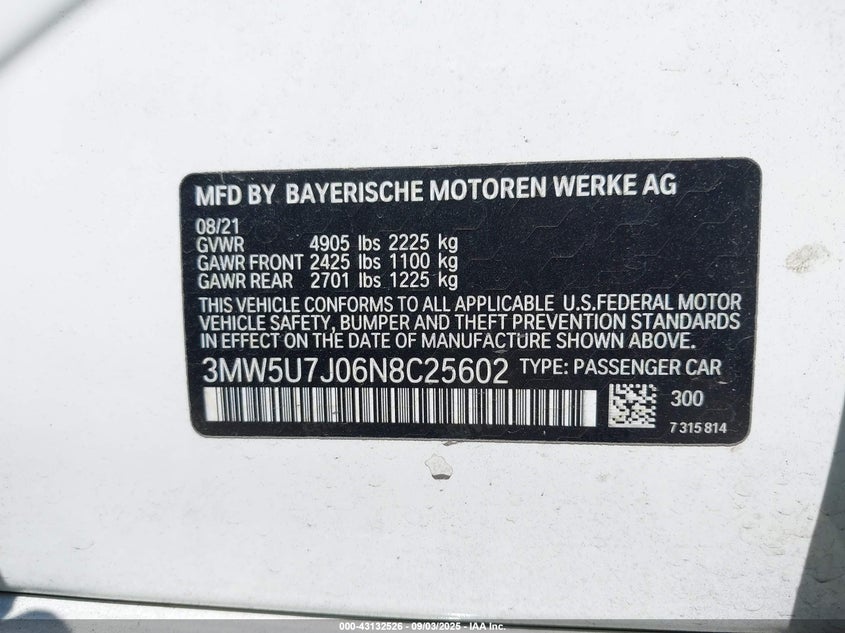 MFD BY BAYERISCHE MOTOREN WERKE AG
08/21
GVWR 4905 lbs 2225 kg
GAWR FRONT 2425 lbs 1100 kg
GAWR REAR 2701 lbs 1225 kg
THIS VEHICLE CONFORMS TO ALL APPLICABLE U.S.FEDERAL MOTOR
VEHICLE SAFETY, BUMPER AND THEFT PREVENTION STANDARDS
IN EFFECT ON THE DATE OF MANUFACTURE SHOWN ABOVE.
3MW5U7J06N8C25602 TYPE: PASSENGER CAR
300
7 315 814
000-43132526 - 09/03/2025 - IAA Inc.